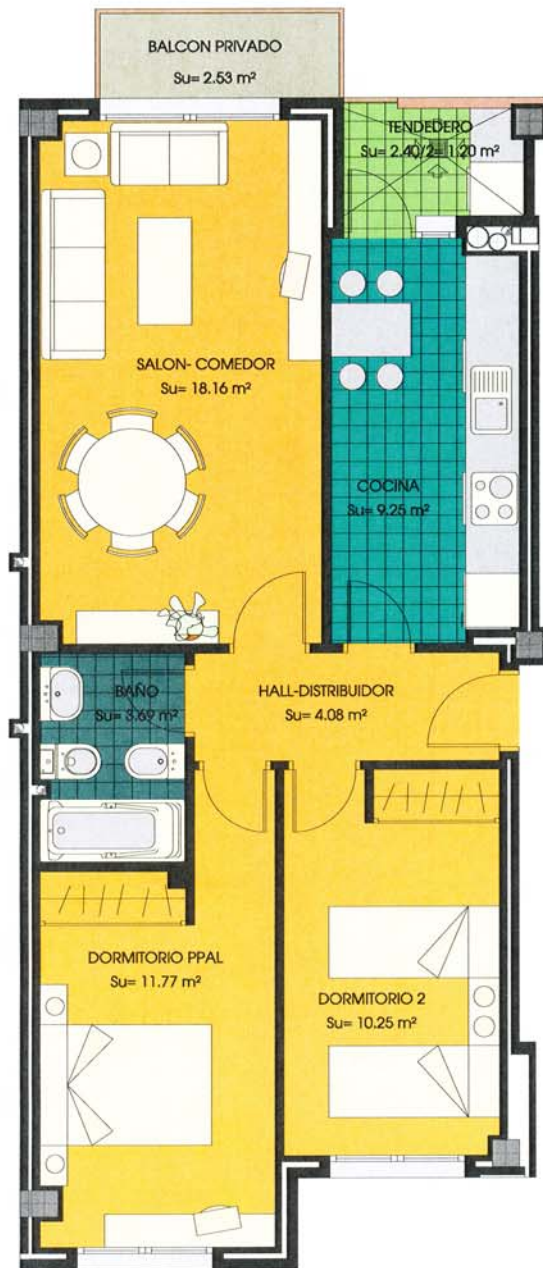 BALCON PRIVADO
Su= 2.53 m²
TENDEDERO
Su= 2.40/2= 1.20 m²
SALON- COMEDOR
Su= 18.16 m²
COCINA
Su= 9.25 m²
BAÑO
Su= 3.69 m²
HALL-DISTRIBUIDOR
Su= 4.08 m²
DORMITORIO PPAL
Su= 11.77 m²
DORMITORIO 2
Su= 10.25 m²